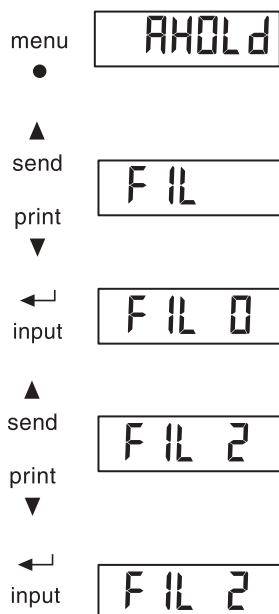 menu
AHOLd
send
FIL
print
input
FIL 0
send
FIL 2
print
input
FIL 2